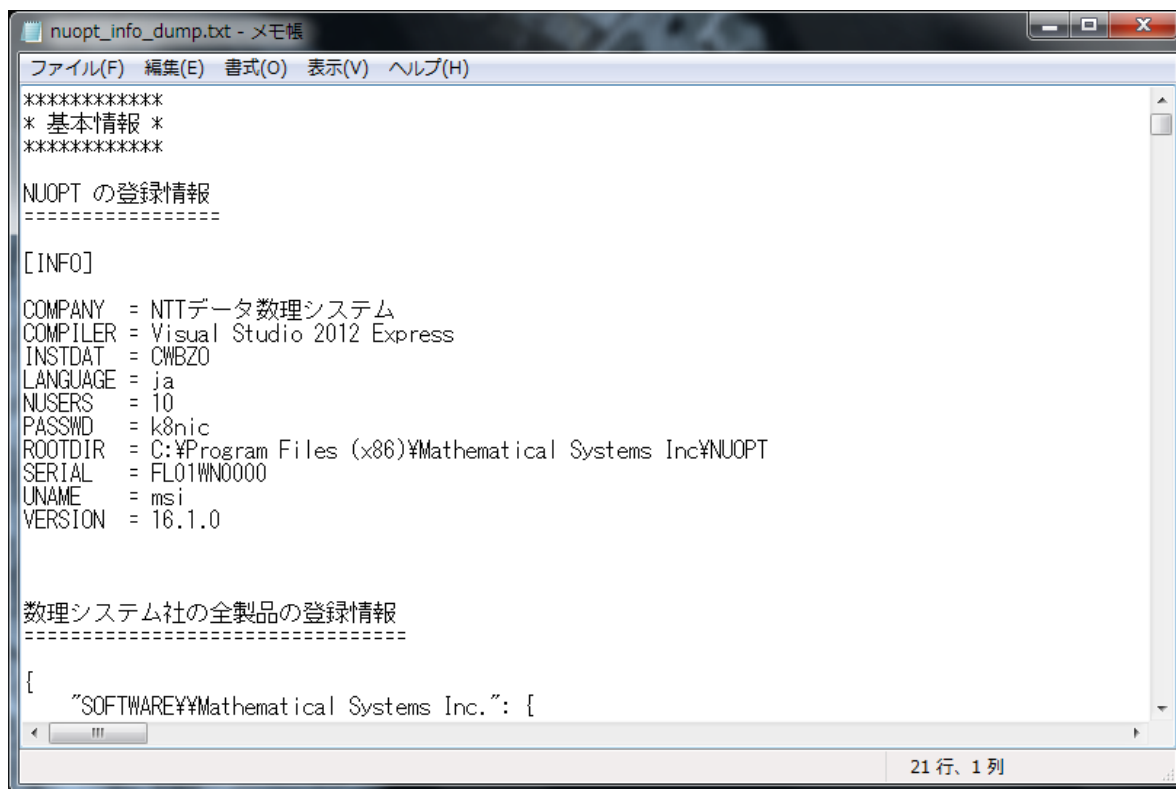 nuopt_info_dump.txt - メモ帳
ファイル(F) 編集(E) 書式(O) 表示(V) ヘルプ(H)
************
* 基本情報 *
************
NUOPT の登録情報
=================
[INFO]
COMPANY = NTTデータ数理システム
COMPILER = Visual Studio 2012 Express
INSTDAT = CWBZO
LANGUAGE = ja
NUSERS = 10
PASSWD = k8nic
ROOTDIR = C:¥Program Files (x86)¥Mathematical Systems Inc¥NUOPT
SERIAL = FL01WN0000
UNAME = msi
VERSION = 16.1.0
数理システム社の全製品の登録情報
=================================
{
"SOFTWARE¥¥Mathematical Systems Inc.": {
21 行、1 列